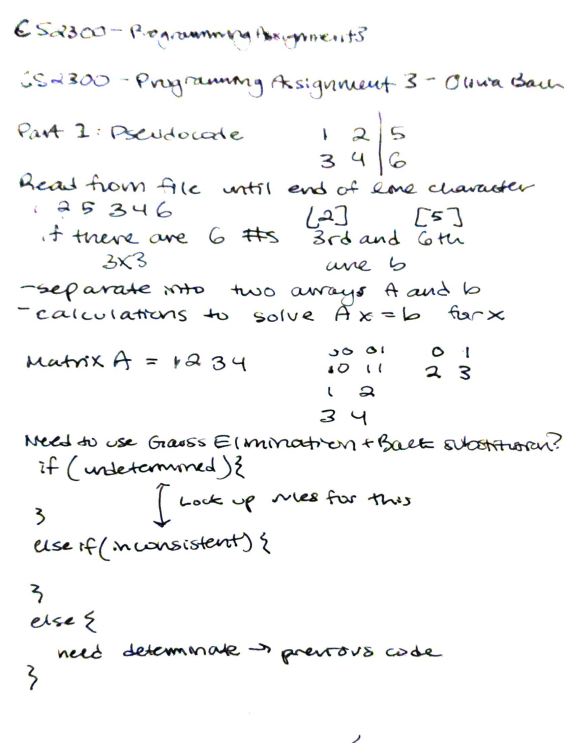 CS2300 - Programming Assignment 3
CS2300 - Programming Assignment 3 - Olivia Bach
Part 1: Pseudocode
1 2 | 5
3 4 | 6
Read from file until end of line character
1 2 5 3 4 6 [2] [5]
if there are 6 #s 3rd and 6th
3x3 are b
- separate into two arrays A and b
- calculations to solve Ax = b for x
Matrix A = 1 2 3 4
00 01 0 1
10 11 2 3
1 2
3 4
Need to use Gauss Elimination + Back substitution?
if (undetermined) {
Look up rules for this
}
else if (inconsistent) {
}
else {
need determinate → previous code
}